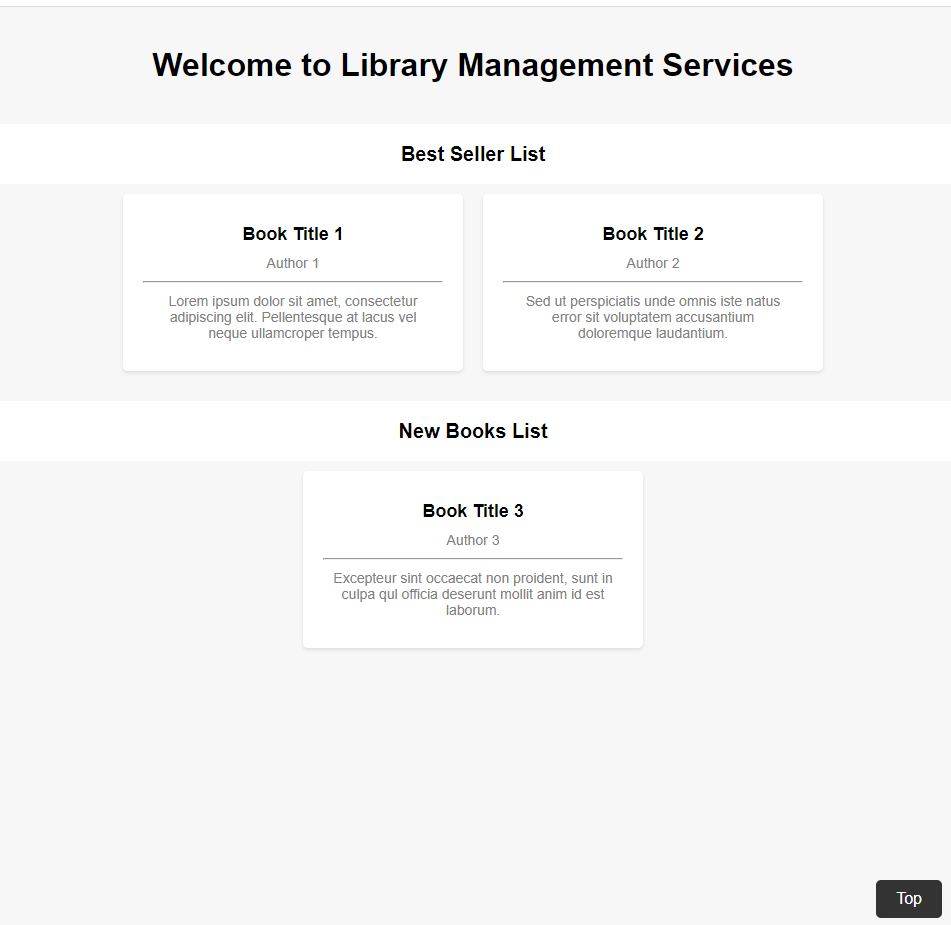 Welcome to Library Management Services
Best Seller List
Book Title 1
Author 1
Lorem ipsum dolor sit amet, consectetur
adipiscing elit. Pellentesque at lacus vel
neque ullamcroper tempus.
Book Title 2
Author 2
Sed ut perspiciatis unde omnis iste natus
error sit voluptatem accusantium
doloremque laudantium.
New Books List
Book Title 3
Author 3
Excepteur sint occaecat non proident, sunt in
culpa qul officia deserunt mollit anim id est
laborum.
Top